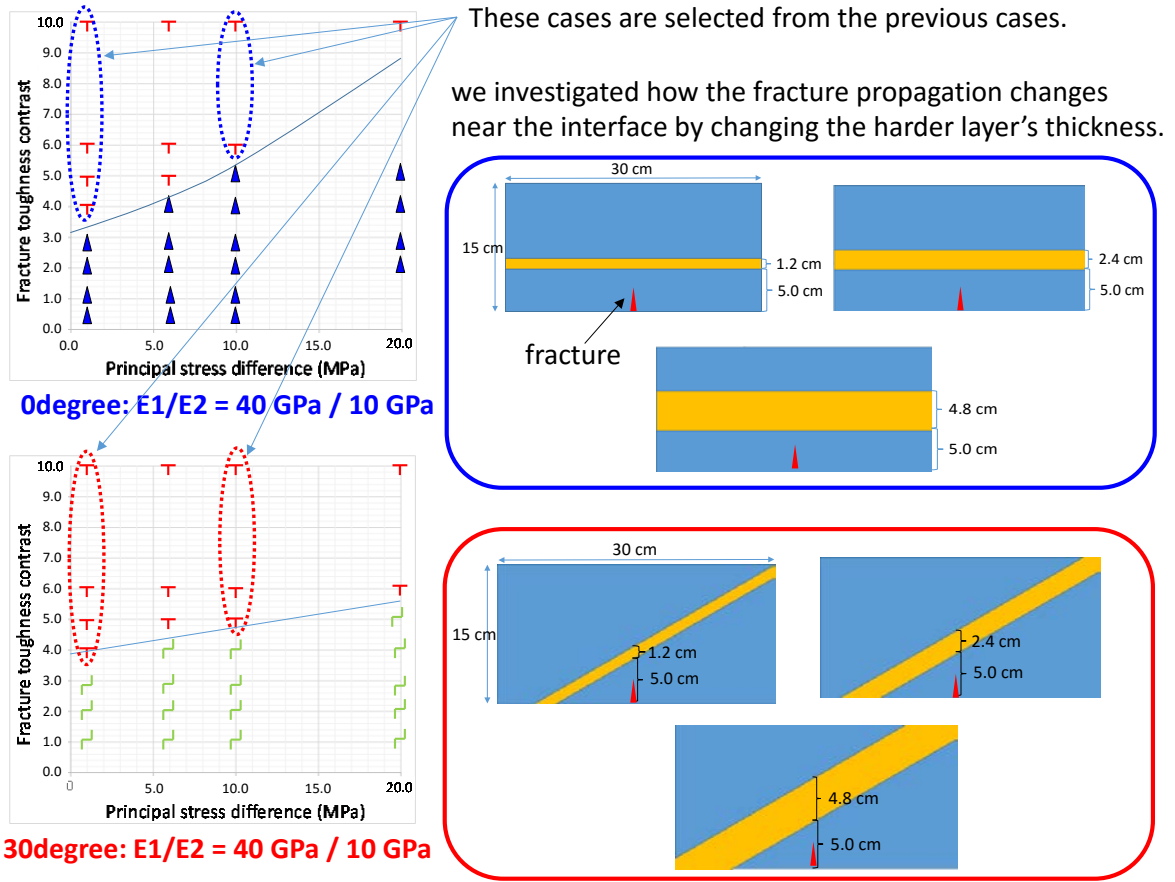 These cases are selected from the previous cases.
we investigated how the fracture propagation changes
near the interface by changing the harder layer's thickness.
Fracture toughness contrast
10.0
9.0
8.0
7.0
6.0
5.0
4.0
3.0
2.0
1.0
0.0
0.0 5.0 10.0 15.0 20.0
Principal stress difference (MPa)
0degree: E1/E2 = 40 GPa / 10 GPa
30 cm
15 cm
1.2 cm
5.0 cm
2.4 cm
5.0 cm
fracture
4.8 cm
5.0 cm
Fracture toughness contrast
10.0
9.0
8.0
7.0
6.0
5.0
4.0
3.0
2.0
1.0
0.0
0 5.0 10.0 15.0 20.0
Principal stress difference (MPa)
30degree: E1/E2 = 40 GPa / 10 GPa
30 cm
15 cm
1.2 cm
5.0 cm
2.4 cm
5.0 cm
4.8 cm
5.0 cm